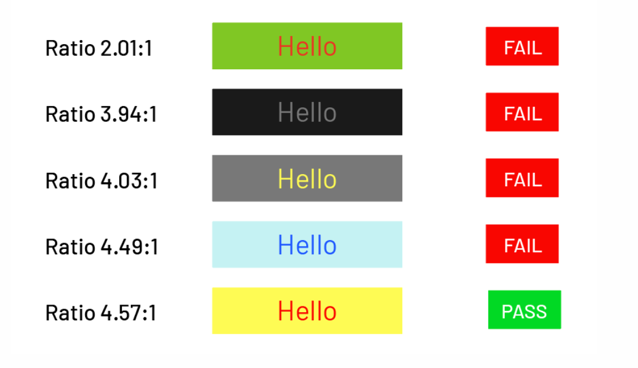 Ratio 2.01:1 Hello FAIL
Ratio 3.94:1 Hello FAIL
Ratio 4.03:1 Hello FAIL
Ratio 4.49:1 Hello FAIL
Ratio 4.57:1 Hello PASS